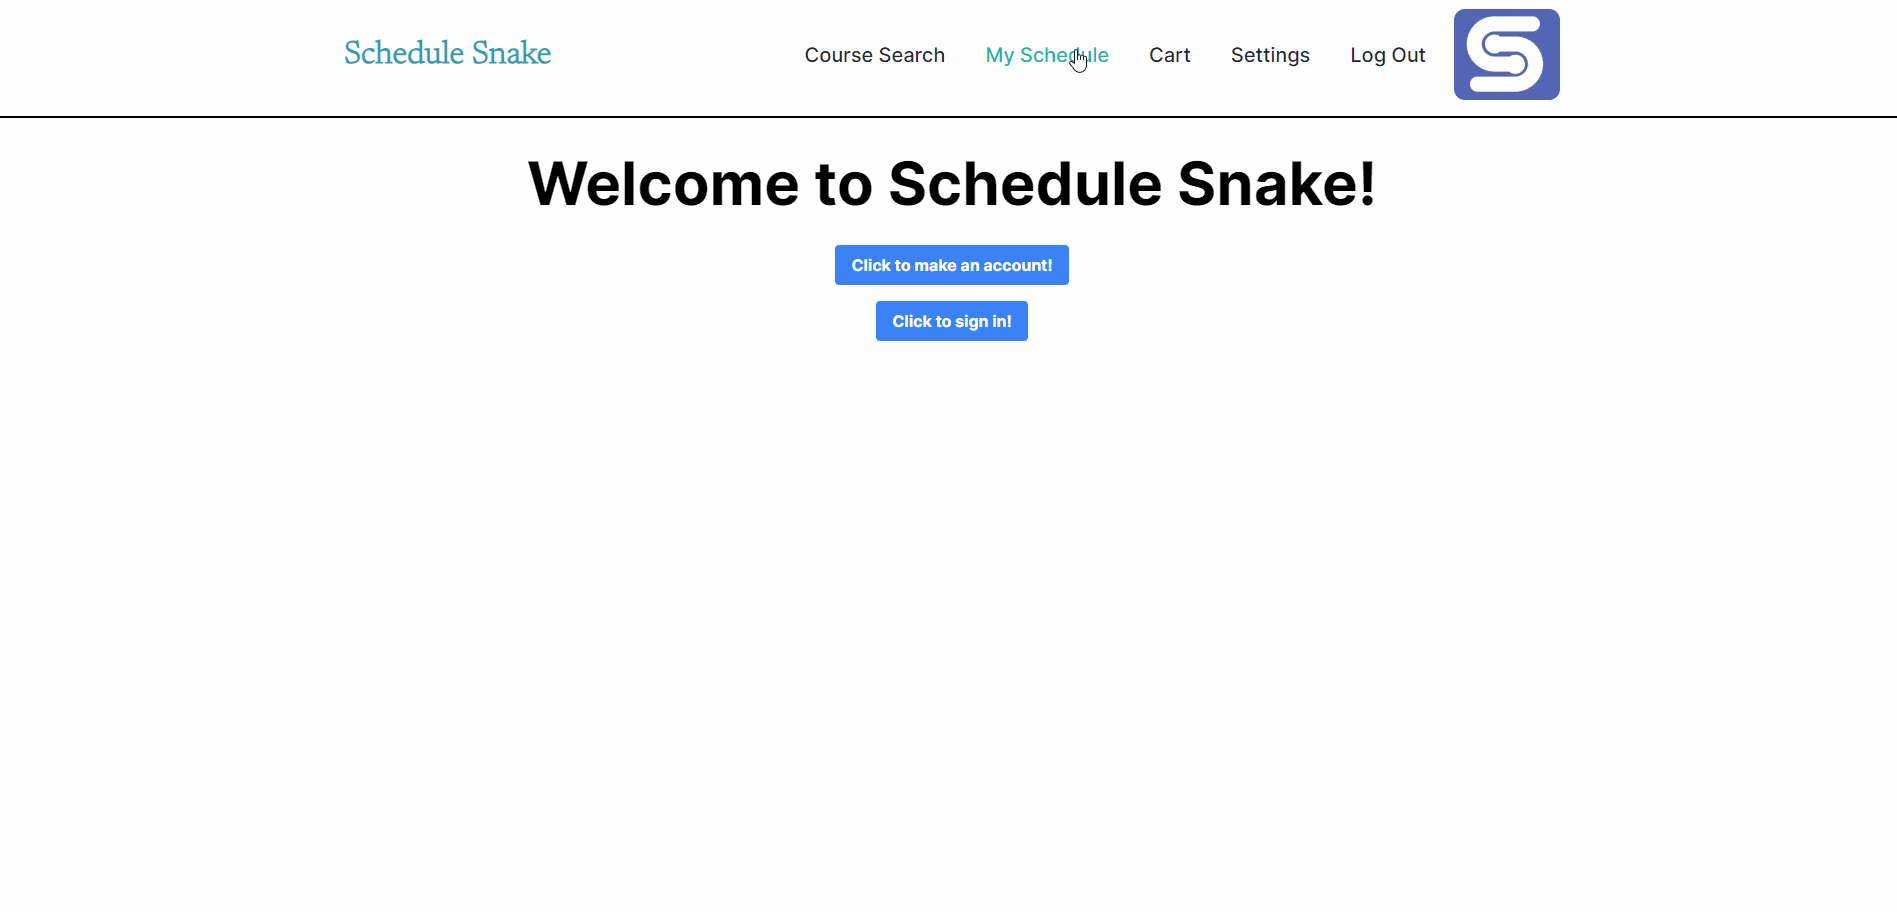 Schedule Snake
Course Search My Schedule Cart Settings Log Out
Welcome to Schedule Snake!
Click to make an account!
Click to sign in!